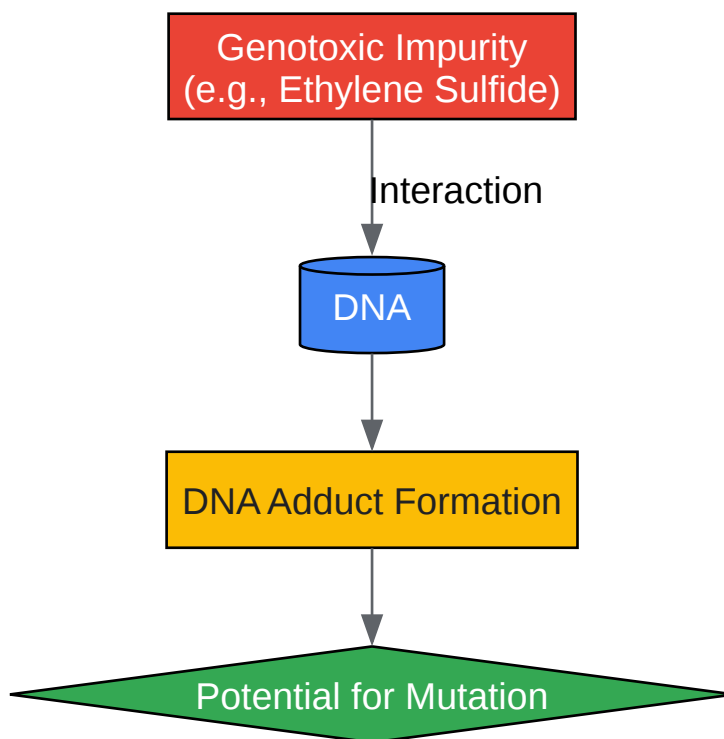 Genotoxic Impurity
(e.g., Ethylene Sulfide)
Interaction
DNA
DNA Adduct Formation
Potential for Mutation